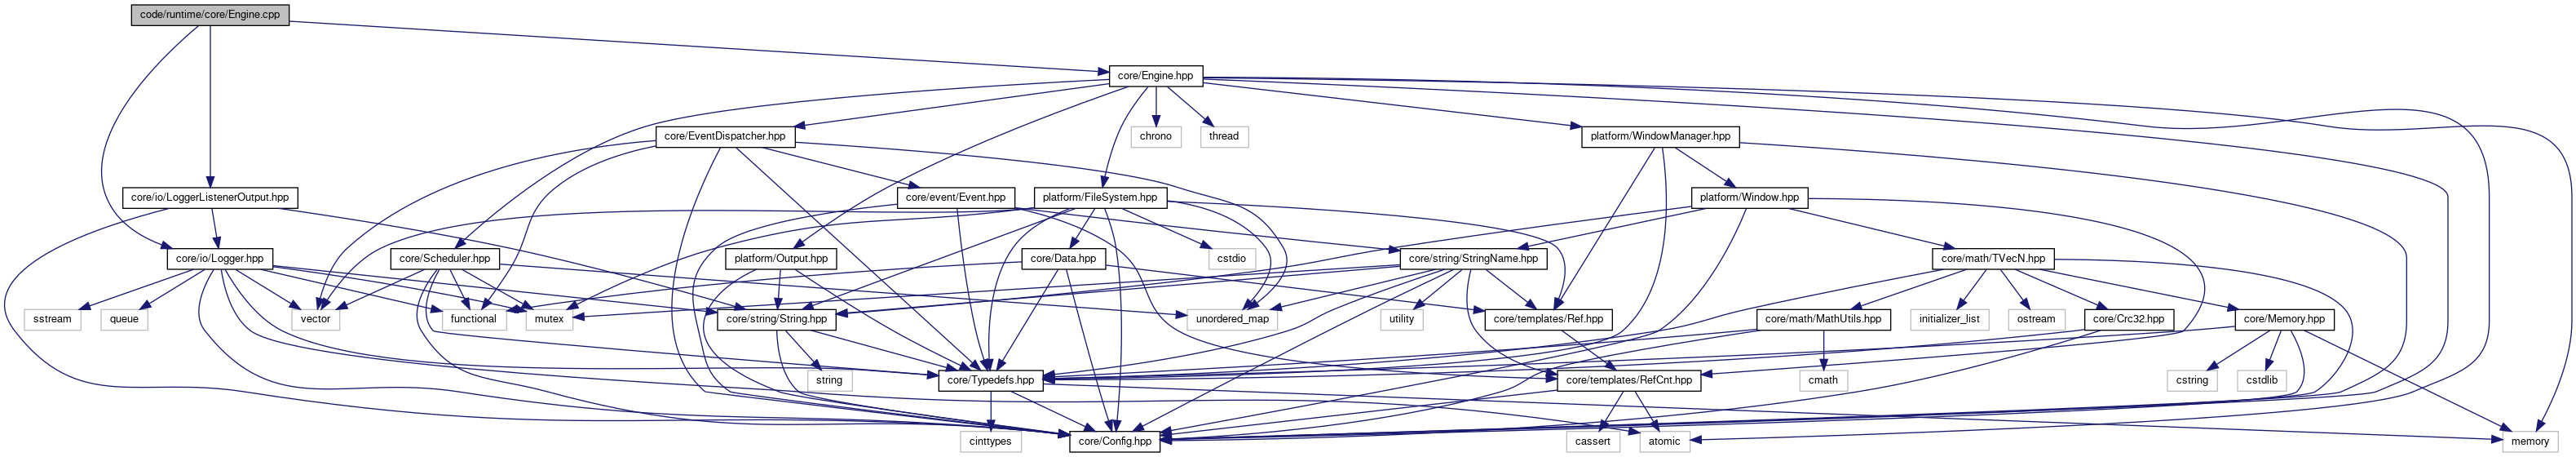 code/runtime/core/Engine.cpp
core/Engine.hpp
core/EventDispatcher.hpp
chrono
thread
platform/WindowManager.hpp
core/io/LoggerListenerOutput.hpp
core/event/Event.hpp
platform/FileSystem.hpp
platform/Window.hpp
core/io/Logger.hpp
core/Scheduler.hpp
platform/Output.hpp
core/Data.hpp
cstdio
core/string/StringName.hpp
core/math/TVecN.hpp
sstream
queue
vector
functional
mutex
core/string/String.hpp
unordered_map
utility
core/templates/Ref.hpp
core/math/MathUtils.hpp
initializer_list
ostream
core/Crc32.hpp
core/Memory.hpp
string
core/Typedefs.hpp
core/templates/RefCnt.hpp
cmath
cstring
cstdlib
cinttypes
core/Config.hpp
cassert
atomic
memory